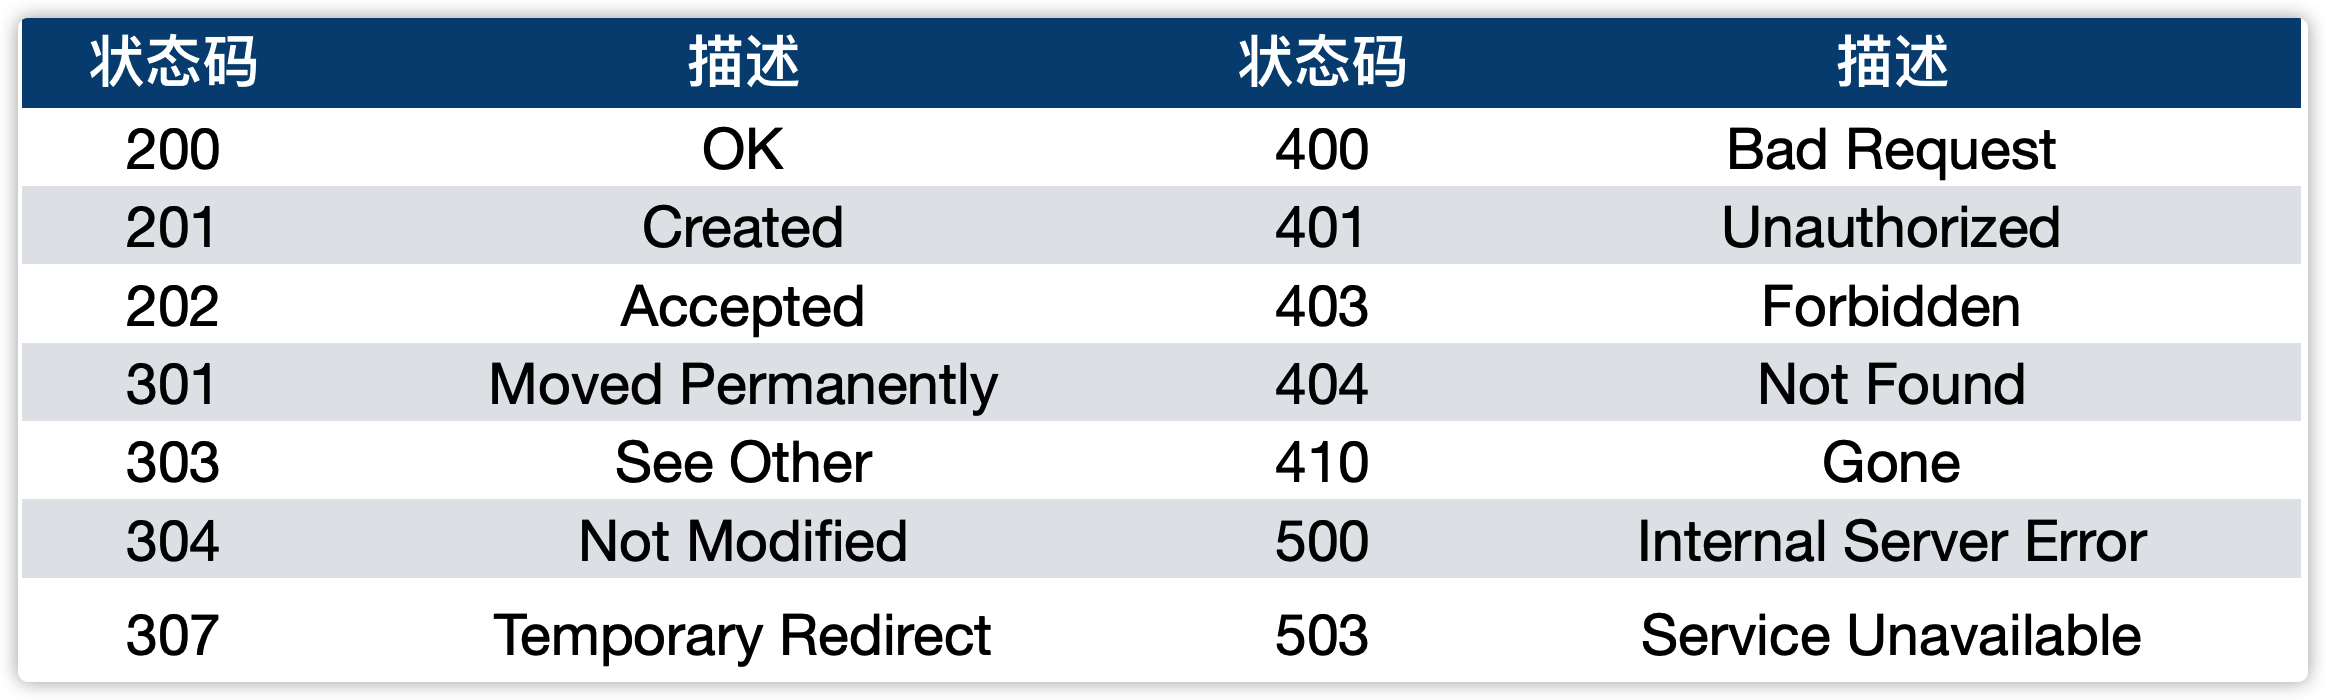 状态码 描述 状态码 描述
200 OK 400 Bad Request
201 Created 401 Unauthorized
202 Accepted 403 Forbidden
301 Moved Permanently 404 Not Found
303 See Other 410 Gone
304 Not Modified 500 Internal Server Error
307 Temporary Redirect 503 Service Unavailable